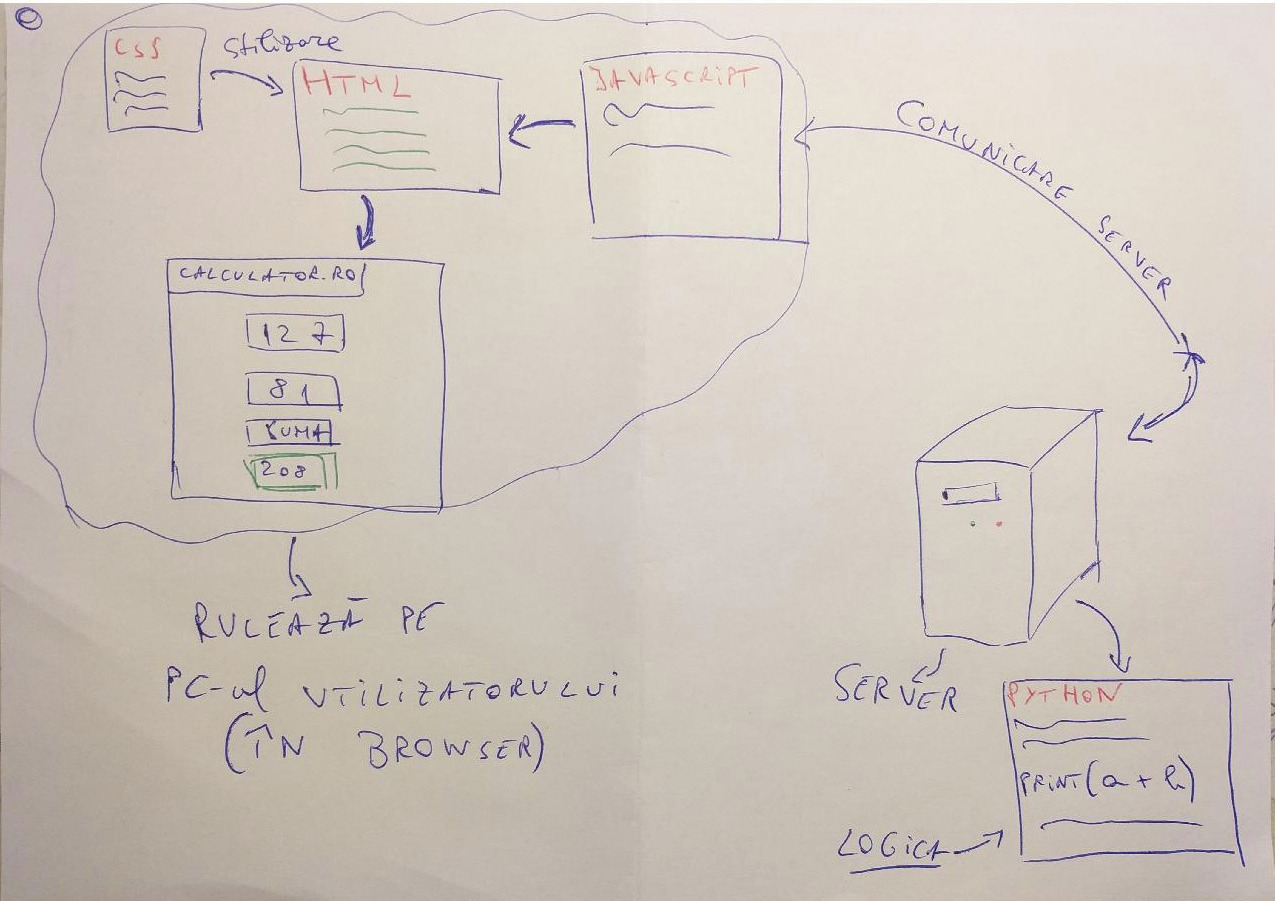 CSS
stilizare
HTML
JAVASCRIPT
COMUNICARE SERVER
CALCULATOR.RO
127
81
SUMA
208
RULEAZĂ PE
PC-ul UTILIZATORULUI
(ÎN BROWSER)
SERVER
PYTHON
PRINT(a + b)
LOGICA